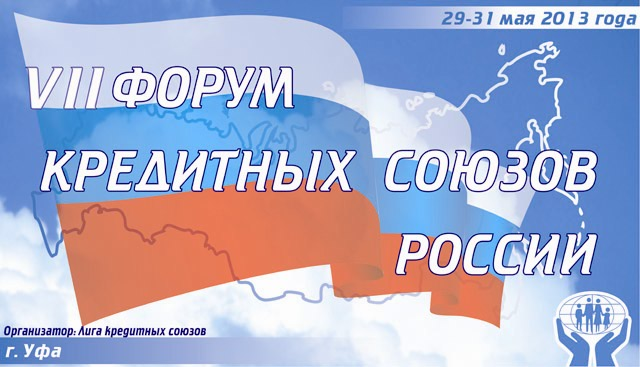 29-31 мая 2013 года
VII ФОРУМ
КРЕДИТНЫХ СОЮЗОВ
РОССИИ
Организатор: Лига кредитных союзов
г. Уфа